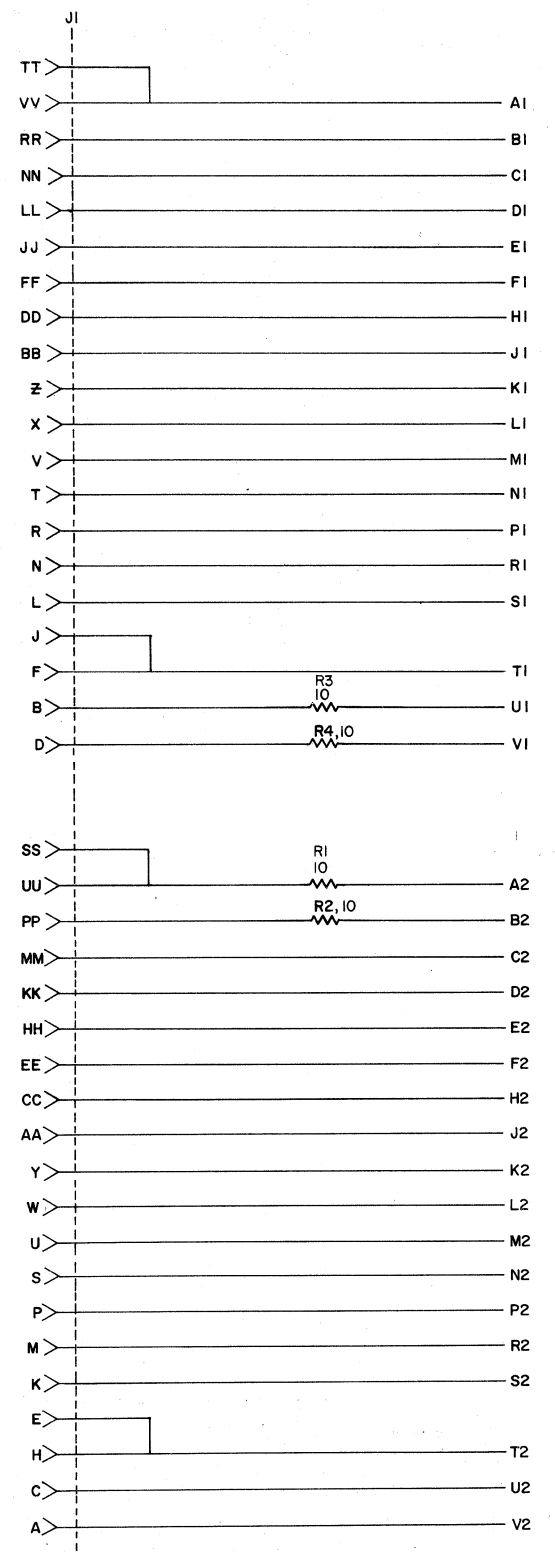 J1
TT
VV A1
RR B1
NN C1
LL D1
JJ E1
FF F1
DD H1
BB J1
Z K1
X L1
V M1
T N1
R P1
N R1
L S1
J
F T1
R3
10
B U1
R4,10
D V1
SS
R1
10
UU A2
R2,10
PP B2
MM C2
KK D2
HH E2
EE F2
CC H2
AA J2
Y K2
W L2
U M2
S N2
P P2
M R2
K S2
E
H T2
C U2
A V2